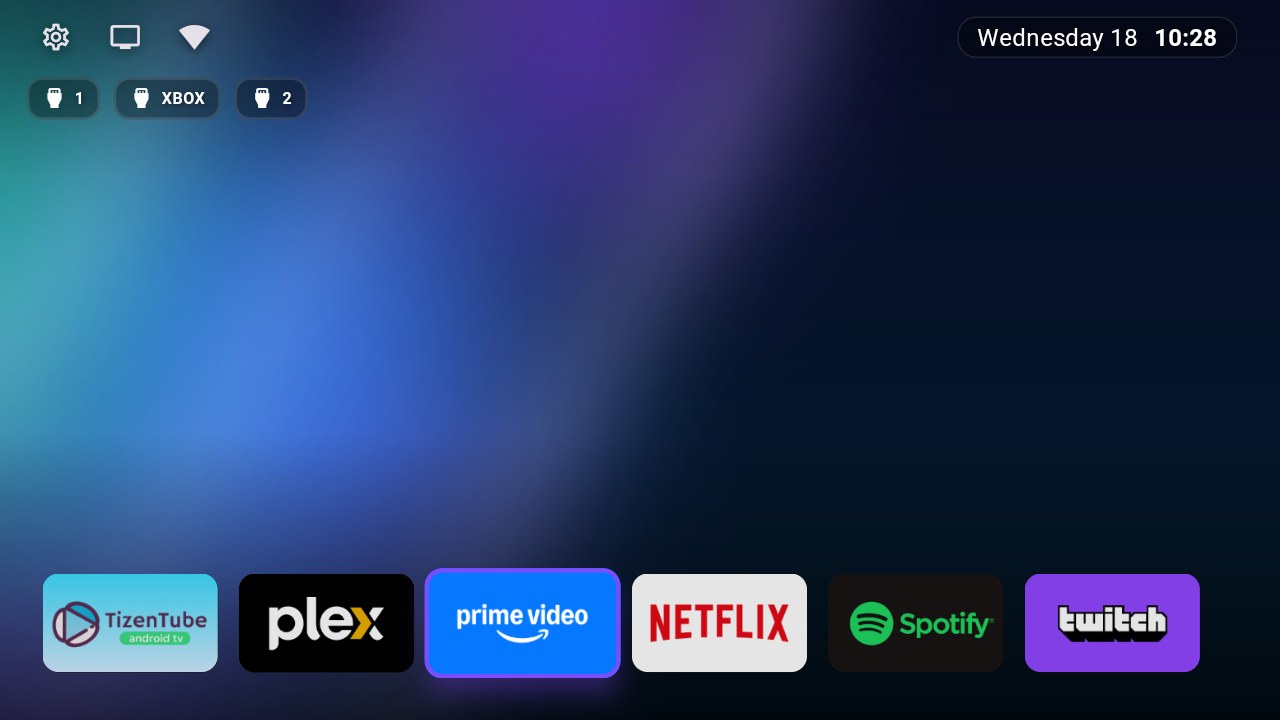 Wednesday 18 10:28
1 XBOX 2
TizenTube
android tv
plex
prime video
NETFLIX
Spotify
twitch